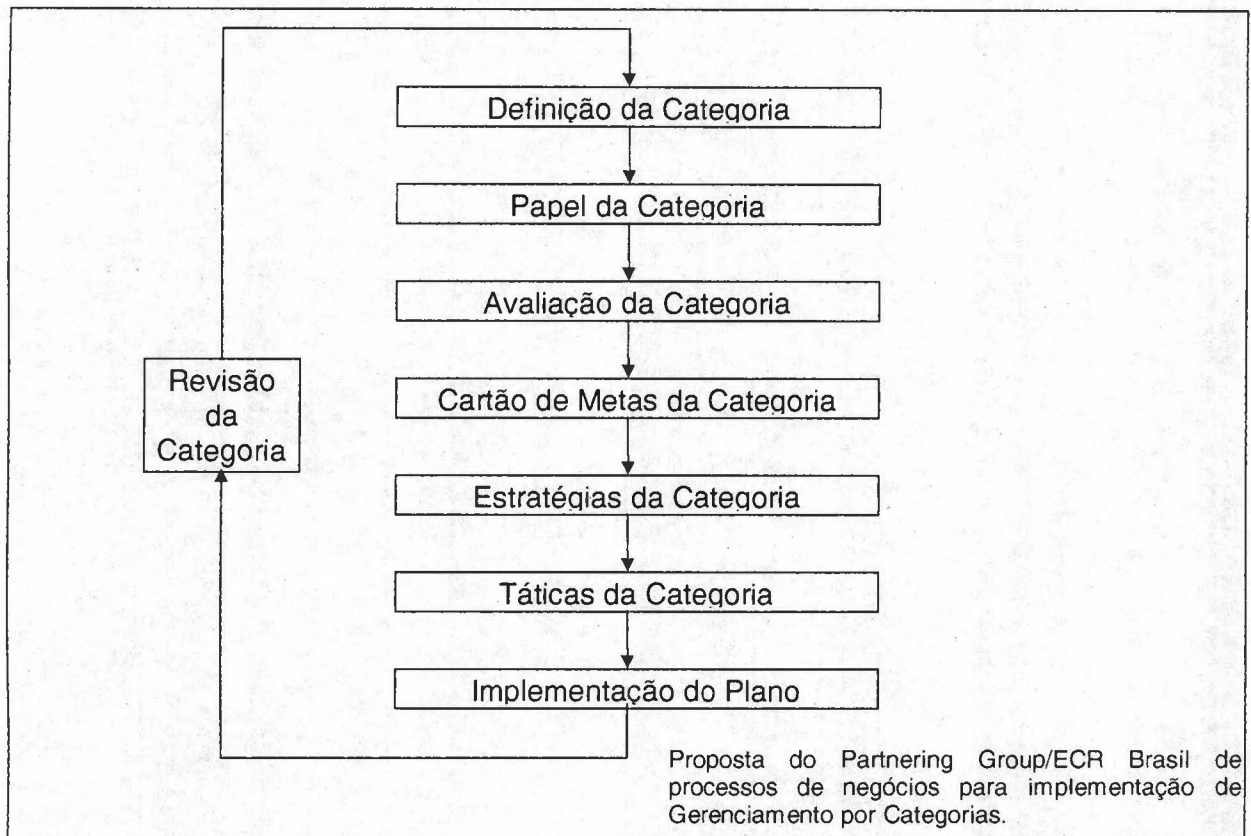 Definição da Categoria
Papel da Categoria
Avaliação da Categoria
Cartão de Metas da Categoria
Revisão
da
Categoria
Estratégias da Categoria
Táticas da Categoria
Implementação do Plano
Proposta do Partnering Group/ECR Brasil de
processos de negócios para implementação de
Gerenciamento por Categorias.